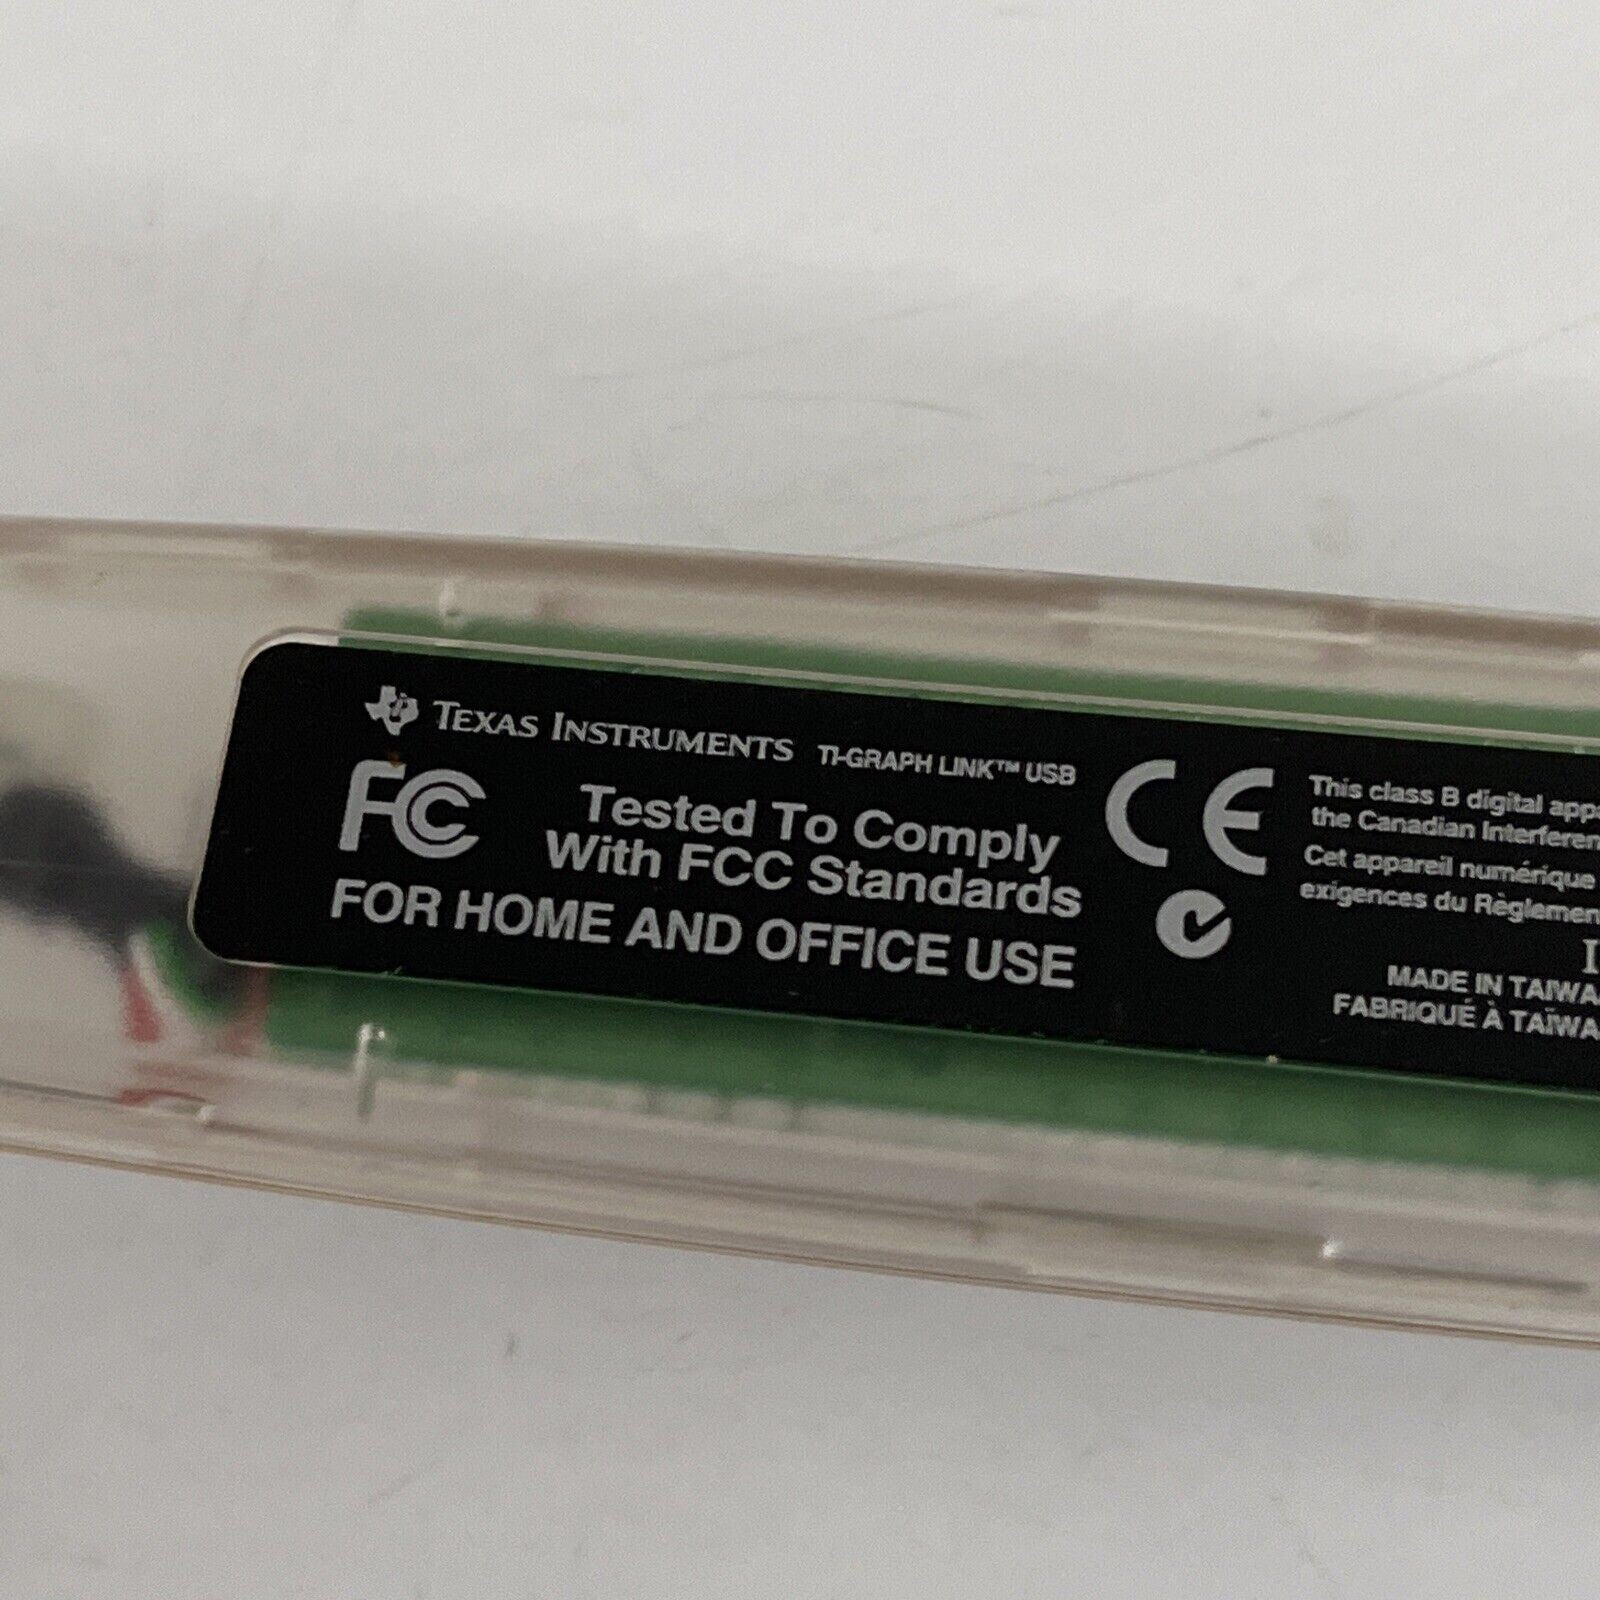 TEXAS INSTRUMENTS TI-GRAPH LINK™ USB
FC
Tested To Comply
With FCC Standards
FOR HOME AND OFFICE USE
CE
This class B digital
the Canadian
Cet appareil numérique
exigences du
MADE IN
FABRIQUÉ À